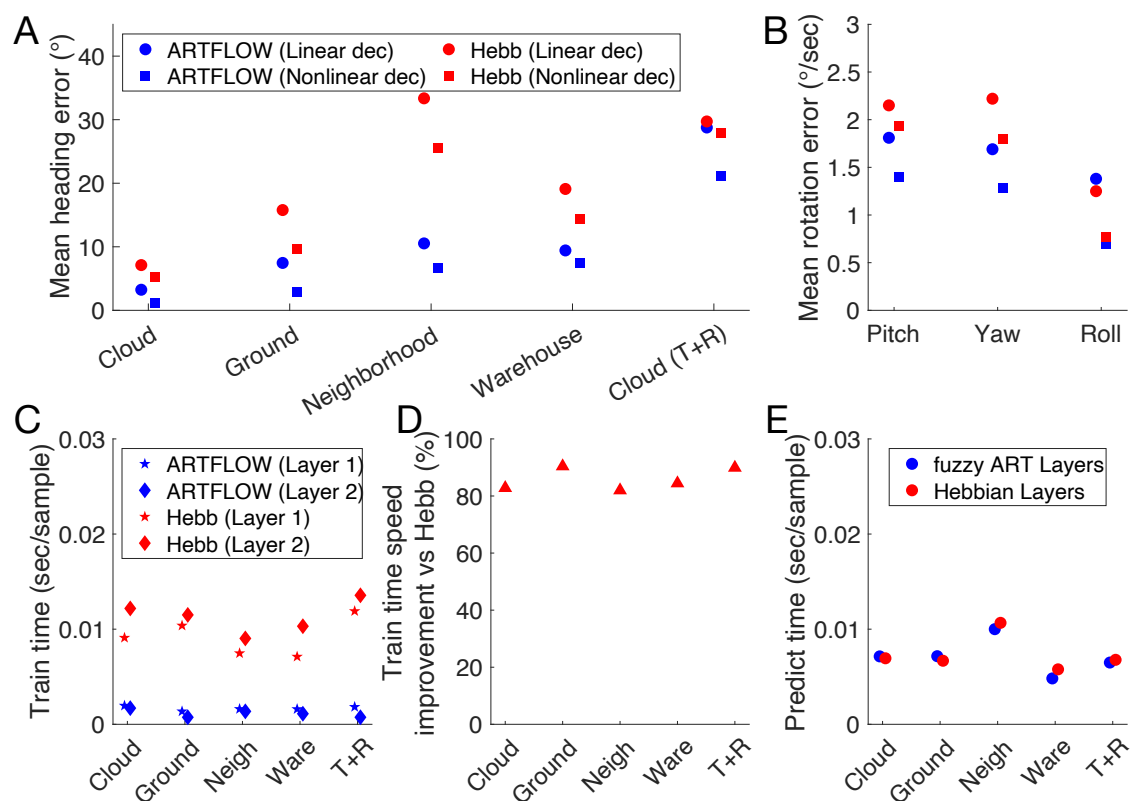 A
Mean heading error (°)
40
30
20
10
0
ARTFLOW (Linear dec)
Hebb (Linear dec)
ARTFLOW (Nonlinear dec)
Hebb (Nonlinear dec)
Cloud
Ground
Neighborhood
Warehouse
Cloud (T+R)
B
Mean rotation error (°/sec)
3
2.5
2
1.5
1
0.5
0
Pitch
Yaw
Roll
C
Train time (sec/sample)
0.03
0.02
0.01
0
ARTFLOW (Layer 1)
ARTFLOW (Layer 2)
Hebb (Layer 1)
Hebb (Layer 2)
Cloud
Ground
Neigh
Ware
T+R
D
Train time speed
improvement vs Hebb (%)
100
80
60
40
20
0
Cloud
Ground
Neigh
Ware
T+R
E
Predict time (sec/sample)
0.03
0.02
0.01
0
fuzzy ART Layers
Hebbian Layers
Cloud
Ground
Neigh
Ware
T+R